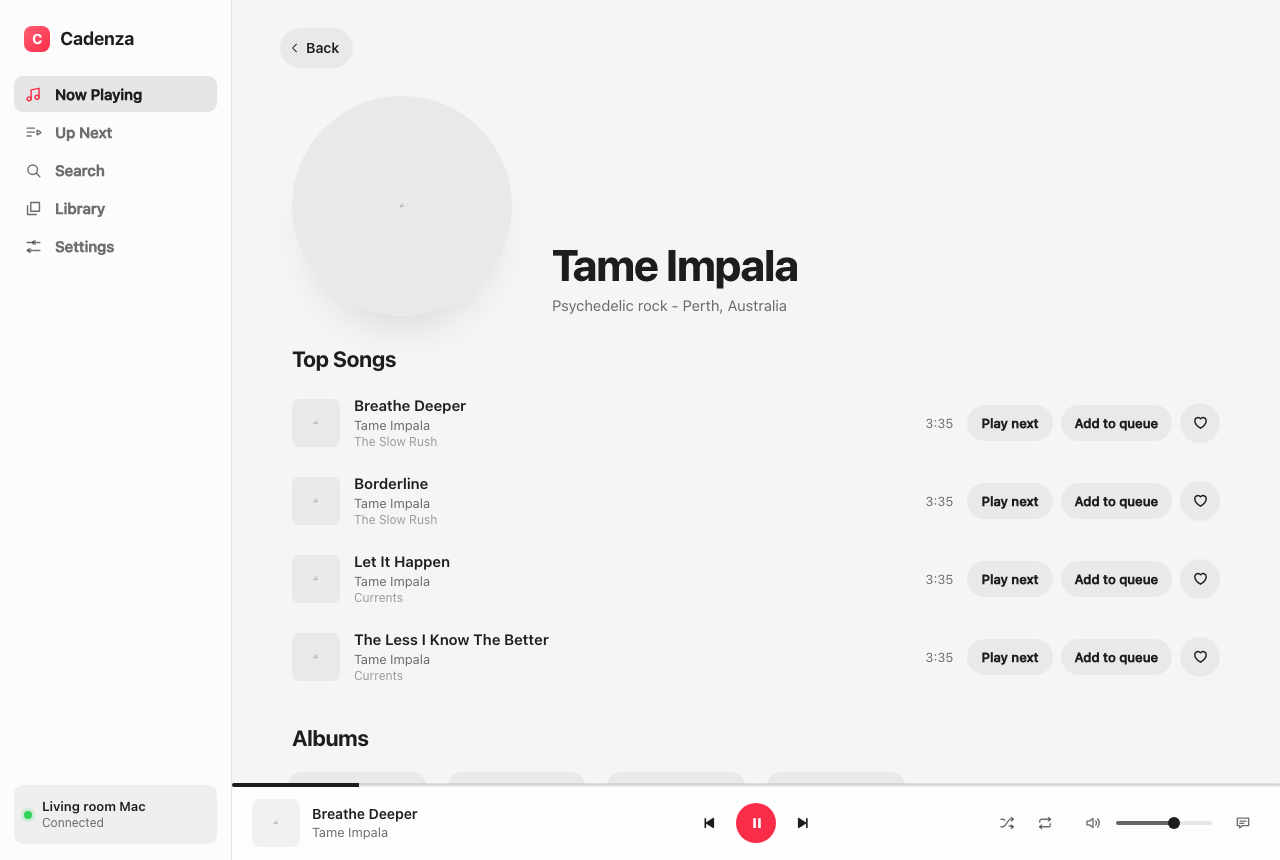 C Cadenza
Now Playing
Up Next
Search
Library
Settings
Living room Mac
Connected
Back
Tame Impala
Psychedelic rock - Perth, Australia
Top Songs
Breathe Deeper
Tame Impala
The Slow Rush
3:35 Play next Add to queue
Borderline
Tame Impala
The Slow Rush
3:35 Play next Add to queue
Let It Happen
Tame Impala
Currents
3:35 Play next Add to queue
The Less I Know The Better
Tame Impala
Currents
3:35 Play next Add to queue
Albums
Breathe Deeper
Tame Impala